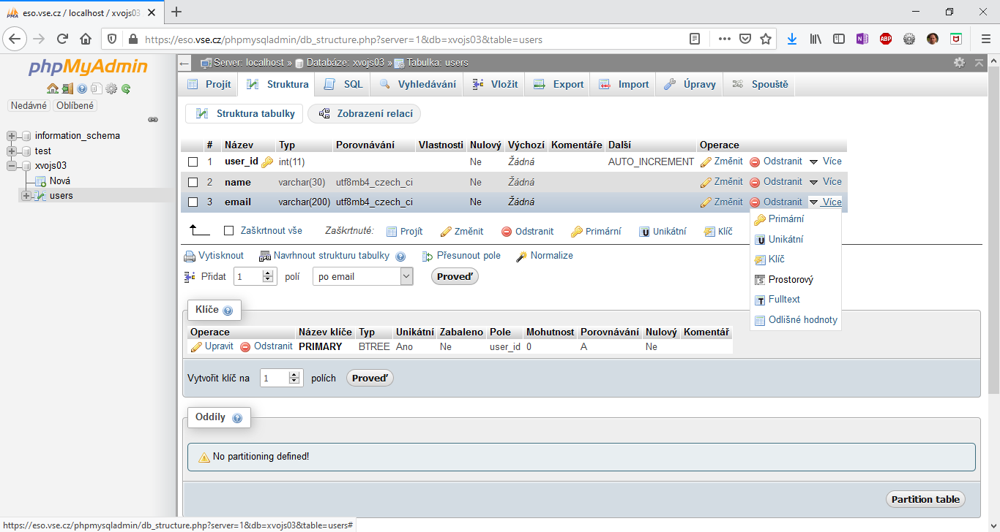 eso.vse.cz / localhost / xvojs03
https://eso.vse.cz/phpmysqladmin/db_structure.php?server=1&db=xvojs03&table=users
phpMyAdmin
Nedávné Oblíbené
information_schema
test
xvojs03
Nová
users
Server: localhost » Databáze: xvojs03 » Tabulka: users
Projít Struktura SQL Vyhledávání Vložit Export Import Úpravy Spouště
Struktura tabulky Zobrazení relací
# Název Typ Porovnávání Vlastnosti Nulový Výchozí Komentáře Další Operace
1 user_id int(11) Ne Žádná AUTO_INCREMENT Změnit Odstranit Více
2 name varchar(30) utf8mb4_czech_ci Ne Žádná Změnit Odstranit Více
3 email varchar(200) utf8mb4_czech_ci Ne Žádná Změnit Odstranit Více
Primární
Unikátní
Klíč
Prostorový
Fulltext
Odlišné hodnoty
Zaškrtnout vše Zaškrtnuté: Projít Změnit Odstranit Primární Unikátní Klíč
Vytisknout Navrhnout strukturu tabulky Přesunout pole Normalize
Přidat 1 polí po email Proveď
Klíče
Operace Název klíče Typ Unikátní Zabaleno Pole Mohutnost Porovnávání Nulový Komentář
Upravit Odstranit PRIMARY BTREE Ano Ne user_id 0 A Ne
Vytvořit klíč na 1 polích Proveď
Oddíly
No partitioning defined!
Partition table
https://eso.vse.cz/phpmysqladmin/db_structure.php?server=1&db=xvojs03&table=users#